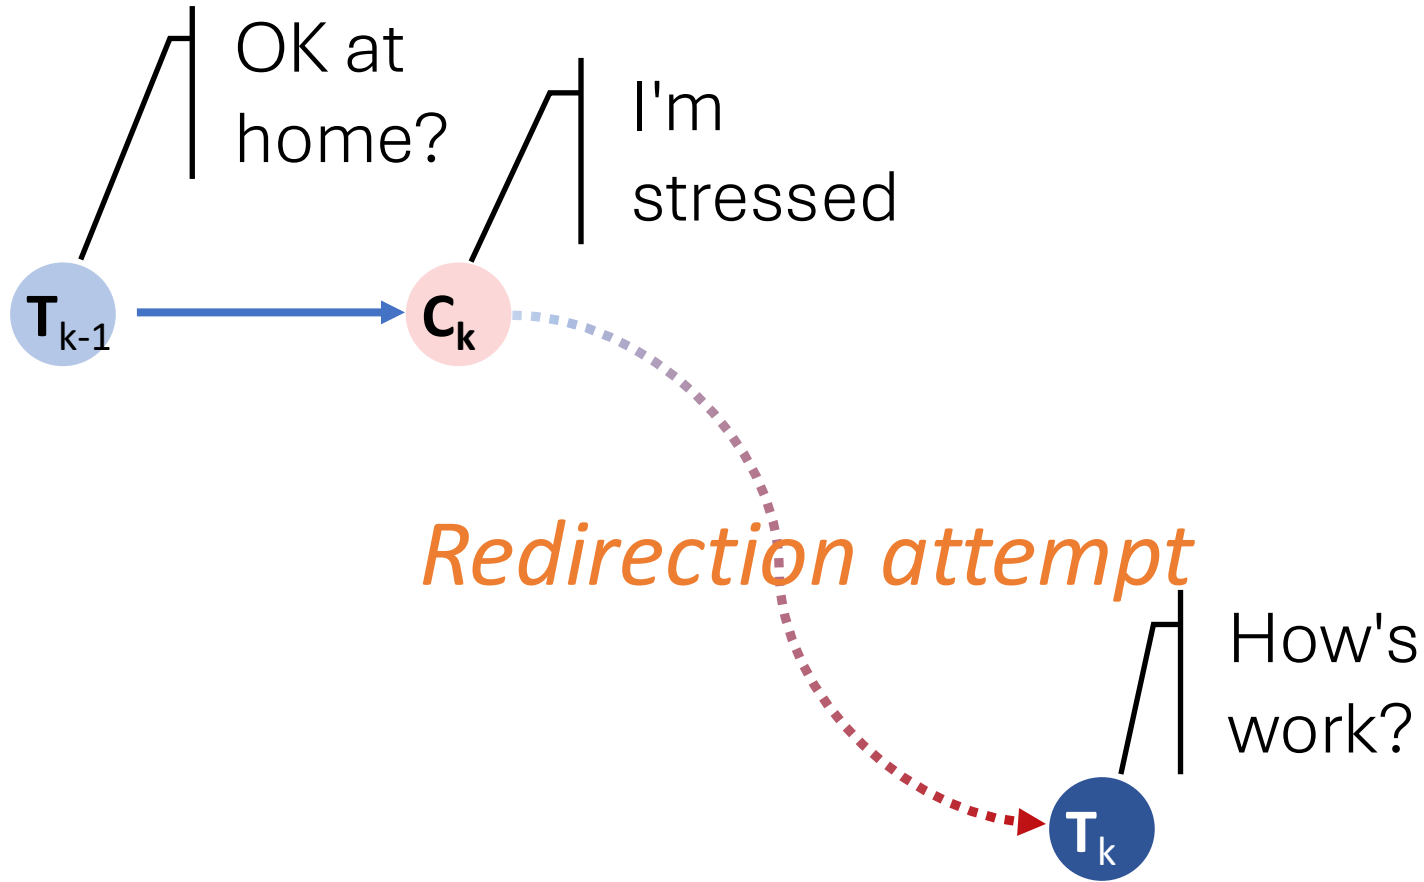 OK at
home?
I'm
stressed
Tk-1
Ck
Redirection attempt
How's
work?
Tk